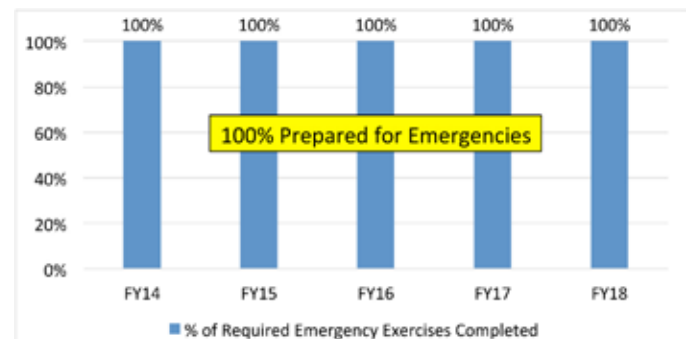 100% 100% 100% 100% 100%
100%
80%
60%
100% Prepared for Emergencies
40%
20%
0%
FY14 FY15 FY16 FY17 FY18
% of Required Emergency Exercises Completed